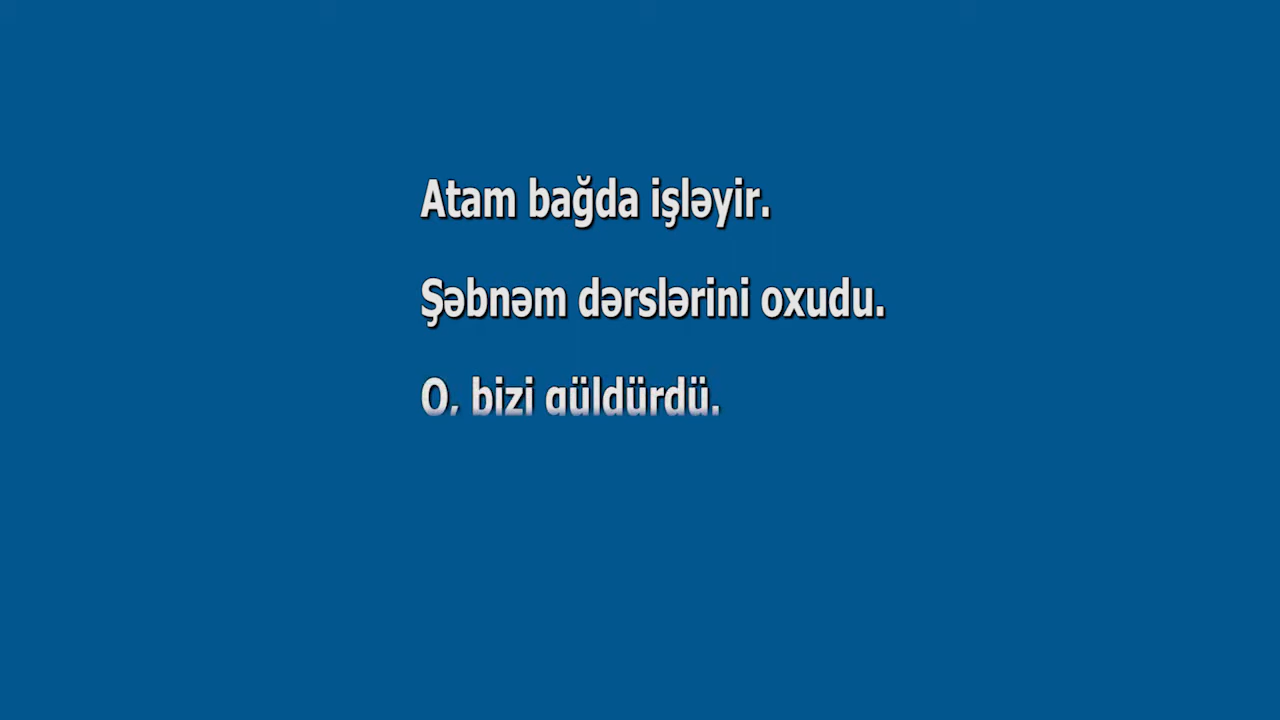 Atam bağda işləyir.
Şəbnəm dərslərini oxudu.
O, bizi güldürdü.